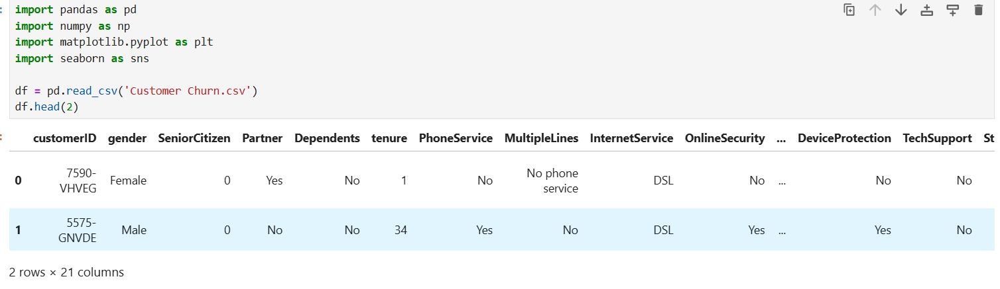 import pandas as pd
import numpy as np
import matplotlib.pyplot as plt
import seaborn as sns
df = pd.read_csv('Customer Churn.csv')
df.head(2)
customerID gender SeniorCitizen Partner Dependents tenure PhoneService MultipleLines InternetService OnlineSecurity ... DeviceProtection TechSupport St
0 7590-VHVEG Female 0 Yes No 1 No No phone service DSL No ... No No
1 5575-GNVDE Male 0 No No 34 Yes No DSL Yes ... Yes No
2 rows × 21 columns